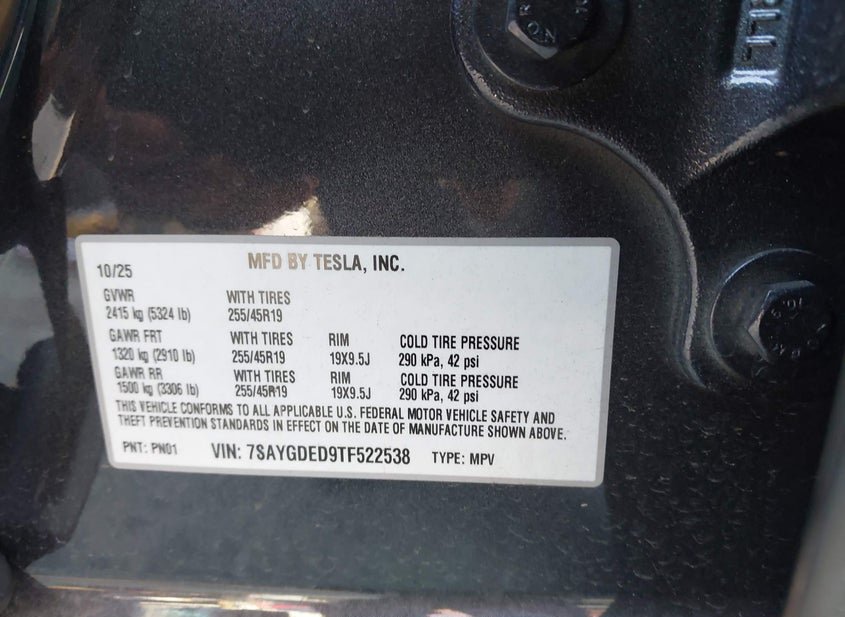 MFD BY TESLA, INC.
10/25
GVWR WITH TIRES
2415 kg (5324 lb) 255/45R19
GAWR FRT WITH TIRES RIM COLD TIRE PRESSURE
1320 kg (2910 lb) 255/45R19 19X9.5J 290 kPa, 42 psi
GAWR RR WITH TIRES RIM COLD TIRE PRESSURE
1500 kg (3306 lb) 255/45R19 19X9.5J 290 kPa, 42 psi
THIS VEHICLE CONFORMS TO ALL APPLICABLE U.S. FEDERAL MOTOR VEHICLE SAFETY AND
THEFT PREVENTION STANDARDS IN EFFECT ON THE DATE OF MANUFACTURE SHOWN ABOVE.
PNT: PN01 VIN: 7SAYGDED9TF522538 TYPE: MPV